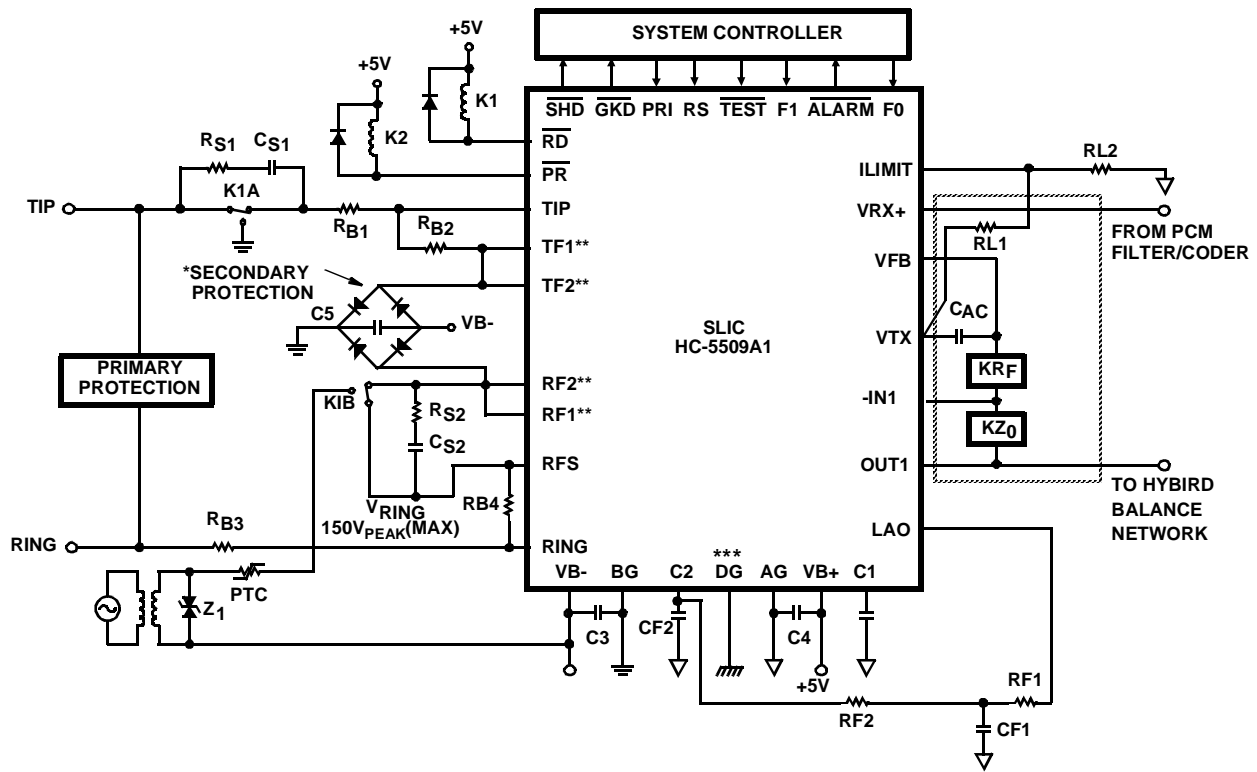 SYSTEM CONTROLLER
+5V
+5V
K1
K2
SHD GKD PRI RS TEST F1 ALARM F0
RD
PR
RS1 CS1
K1A
TIP
RB1
RB2
TIP
TF1**
TF2**
*SECONDARY
PROTECTION
C5
VB-
PRIMARY
PROTECTION
KIB
RF2**
RF1**
RS2
CS2
RFS
VRING
150VPEAK(MAX)
RB4
RB3
RING
RING
PTC
Z1
SLIC
HC-5509A1
ILIMIT
RL2
VRX+
FROM PCM
FILTER/CODER
RL1
VFB
CAC
VTX
KRF
-IN1
KZ0
OUT1
TO HYBIRD
BALANCE
NETWORK
LAO
***
VB- BG C2 DG AG VB+ C1
C3
CF2
C4
+5V
RF2
RF1
CF1